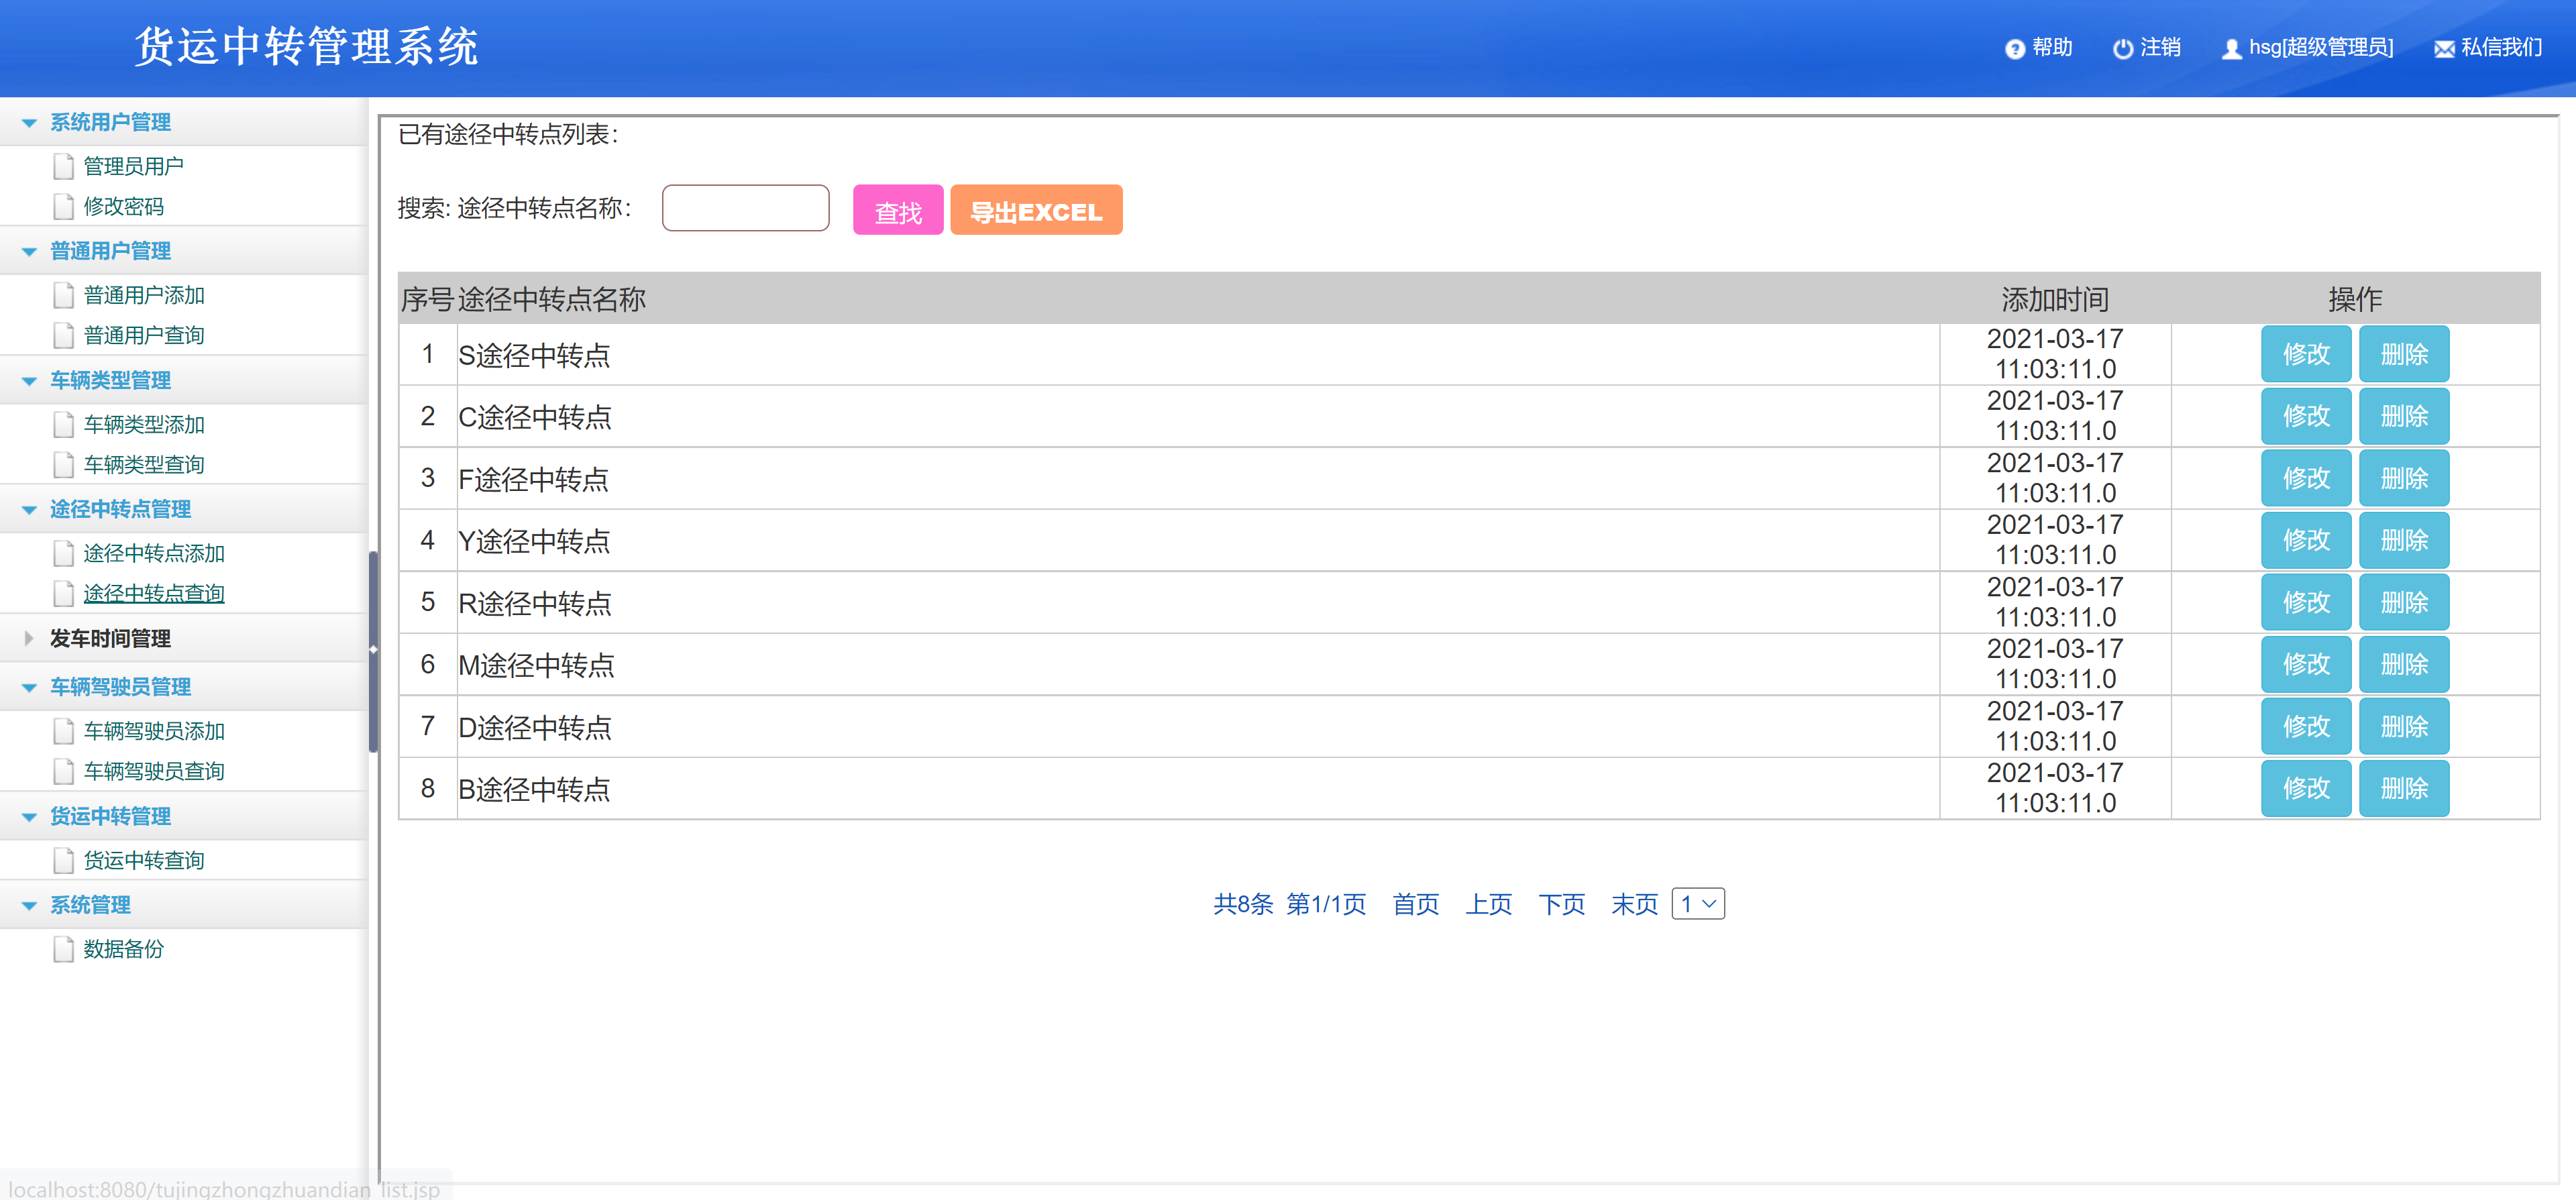 货运中转管理系统
帮助 注销 hsg[超级管理员] 私信我们
系统用户管理
管理员用户
修改密码
普通用户管理
普通用户添加
普通用户查询
车辆类型管理
车辆类型添加
车辆类型查询
途径中转点管理
途径中转点添加
途径中转点查询
发车时间管理
车辆驾驶员管理
车辆驾驶员添加
车辆驾驶员查询
货运中转管理
货运中转查询
系统管理
数据备份
已有途径中转点列表：
搜索: 途径中转点名称： 查找 导出EXCEL
序号 途径中转点名称 添加时间 操作
1 S途径中转点 2021-03-17 11:03:11.0 修改 删除
2 C途径中转点 2021-03-17 11:03:11.0 修改 删除
3 F途径中转点 2021-03-17 11:03:11.0 修改 删除
4 Y途径中转点 2021-03-17 11:03:11.0 修改 删除
5 R途径中转点 2021-03-17 11:03:11.0 修改 删除
6 M途径中转点 2021-03-17 11:03:11.0 修改 删除
7 D途径中转点 2021-03-17 11:03:11.0 修改 删除
8 B途径中转点 2021-03-17 11:03:11.0 修改 删除
共8条 第1/1页 首页 上页 下页 末页 1
localhost:8080/tujingzhongzhuandian_list.jsp